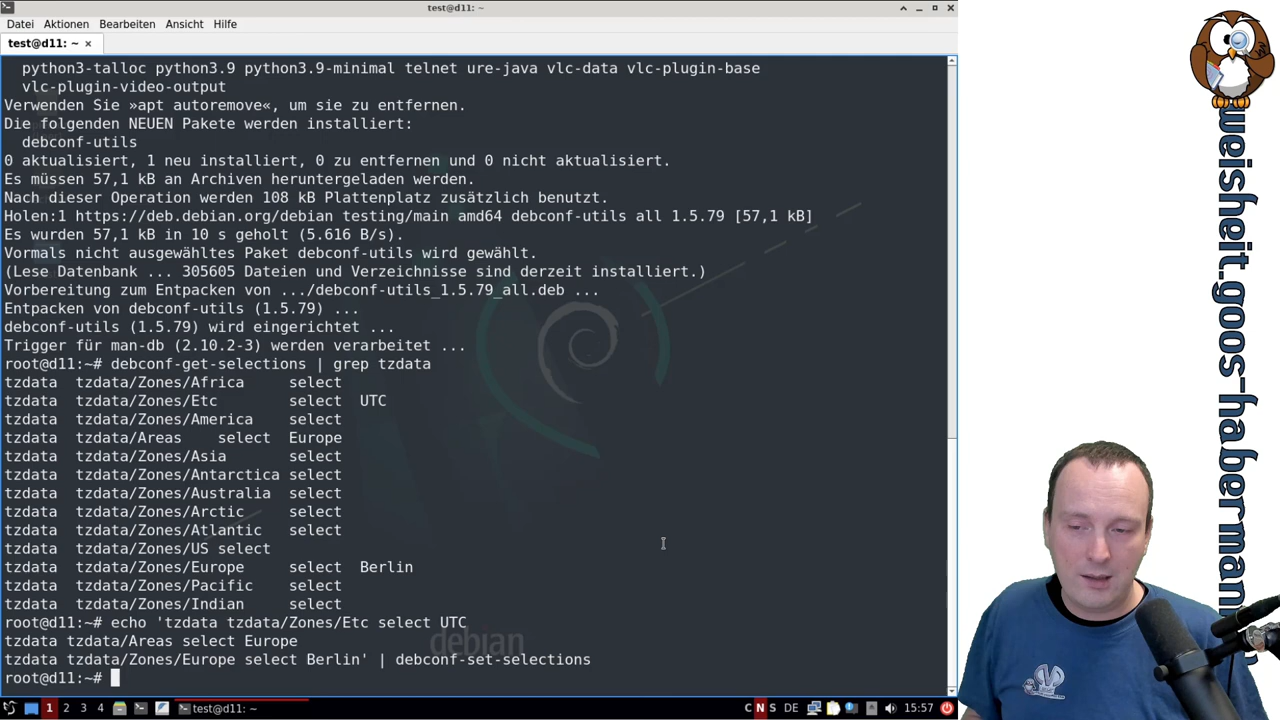 test@d11: ~
Datei Aktionen Bearbeiten Ansicht Hilfe
test@d11: ~ ×
python3-talloc python3.9 python3.9-minimal telnet ure-java vlc-data vlc-plugin-base
vlc-plugin-video-output
Verwenden Sie »apt autoremove«, um sie zu entfernen.
Die folgenden NEUEN Pakete werden installiert:
debconf-utils
0 aktualisiert, 1 neu installiert, 0 zu entfernen und 0 nicht aktualisiert.
Es müssen 57,1 kB an Archiven heruntergeladen werden.
Nach dieser Operation werden 108 kB Plattenplatz zusätzlich benutzt.
Holen:1 https://deb.debian.org/debian testing/main amd64 debconf-utils all 1.5.79 [57,1 kB]
Es wurden 57,1 kB in 10 s geholt (5.616 B/s).
Vormals nicht ausgewähltes Paket debconf-utils wird gewählt.
(Lese Datenbank ... 305605 Dateien und Verzeichnisse sind derzeit installiert.)
Vorbereitung zum Entpacken von .../debconf-utils_1.5.79_all.deb ...
Entpacken von debconf-utils (1.5.79) ...
debconf-utils (1.5.79) wird eingerichtet ...
Trigger für man-db (2.10.2-3) werden verarbeitet ...
root@d11:~# debconf-get-selections | grep tzdata
tzdata tzdata/Zones/Africa select
tzdata tzdata/Zones/Etc select UTC
tzdata tzdata/Zones/America select
tzdata tzdata/Areas select Europe
tzdata tzdata/Zones/Asia select
tzdata tzdata/Zones/Antarctica select
tzdata tzdata/Zones/Australia select
tzdata tzdata/Zones/Arctic select
tzdata tzdata/Zones/Atlantic select
tzdata tzdata/Zones/US select
tzdata tzdata/Zones/Europe select Berlin
tzdata tzdata/Zones/Pacific select
tzdata tzdata/Zones/Indian select
root@d11:~# echo 'tzdata tzdata/Zones/Etc select UTC
tzdata tzdata/Areas select Europe
tzdata tzdata/Zones/Europe select Berlin' | debconf-set-selections
root@d11:~#
debian
1 2 3 4 test@d11: ~ C N S DE 15:57
weisheit.goos-habermann